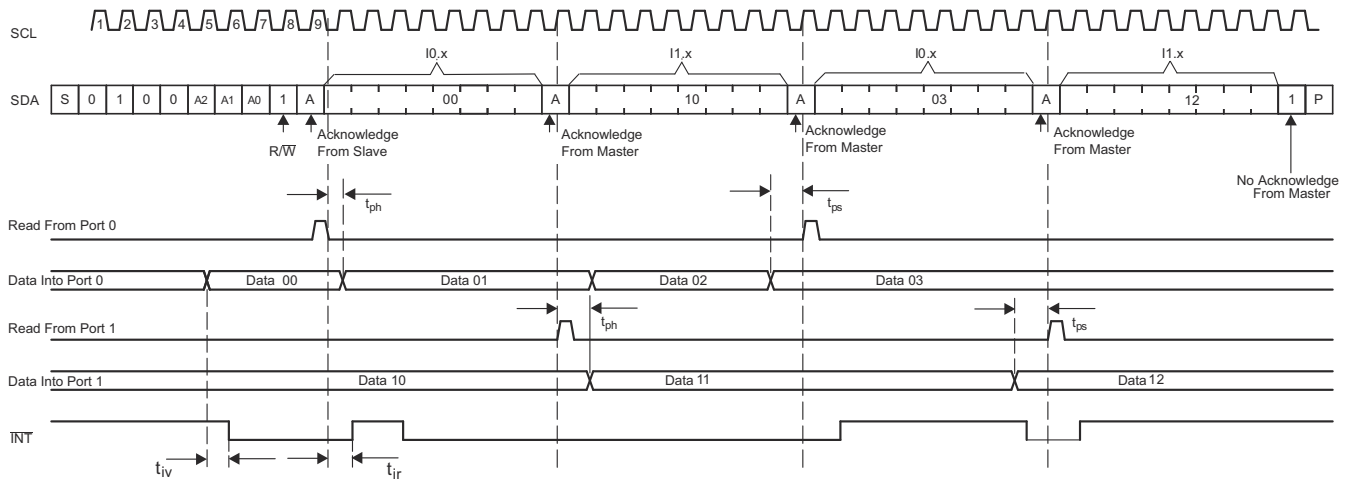 SCL 1 2 3 4 5 6 7 8 9
I0.x I1.x I0.x I1.x
SDA S 0 1 0 0 A2 A1 A0 1 A 00 A 10 A 03 A 12 1 P
R/W
Acknowledge
From Slave
Acknowledge
From Master
Acknowledge
From Master
Acknowledge
From Master
No Acknowledge
From Master
tph tps
Read From Port 0
Data Into Port 0 Data 00 Data 01 Data 02 Data 03
tph tps
Read From Port 1
Data Into Port 1 Data 10 Data 11 Data 12
INT
tiv tir